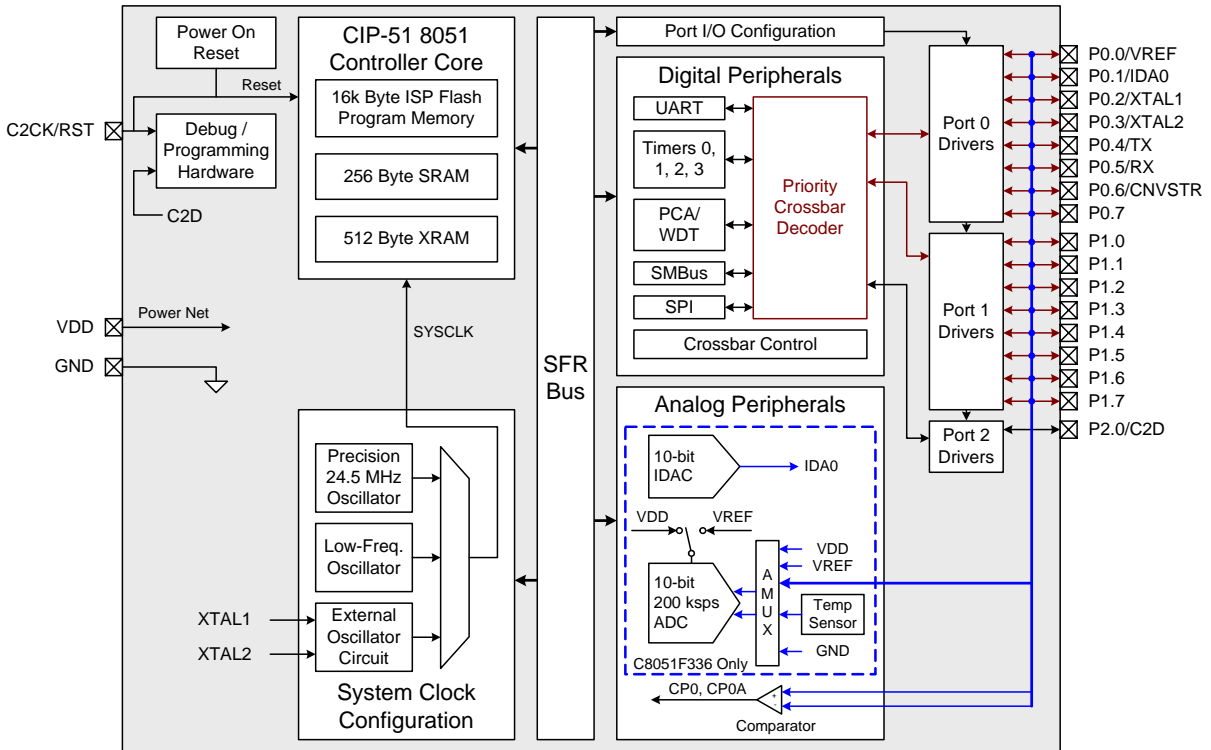 Power On
Reset
Reset
C2CK/RST
Debug /
Programming
Hardware
C2D
VDD
Power Net
GND
CIP-51 8051
Controller Core
16k Byte ISP Flash
Program Memory
256 Byte SRAM
512 Byte XRAM
SYSCLK
Precision
24.5 MHz
Oscillator
Low-Freq.
Oscillator
XTAL1
XTAL2
External
Oscillator
Circuit
System Clock
Configuration
SFR
Bus
Port I/O Configuration
Digital Peripherals
UART
Timers 0,
1, 2, 3
PCA/
WDT
SMBus
SPI
Priority
Crossbar
Decoder
Crossbar Control
Analog Peripherals
10-bit
IDAC
IDA0
VDD
VREF
10-bit
200 ksps
ADC
A
M
U
X
VDD
VREF
Temp
Sensor
GND
C8051F336 Only
CP0, CP0A
+
-
Comparator
Port 0
Drivers
Port 1
Drivers
Port 2
Drivers
P0.0/VREF
P0.1/IDA0
P0.2/XTAL1
P0.3/XTAL2
P0.4/TX
P0.5/RX
P0.6/CNVSTR
P0.7
P1.0
P1.1
P1.2
P1.3
P1.4
P1.5
P1.6
P1.7
P2.0/C2D